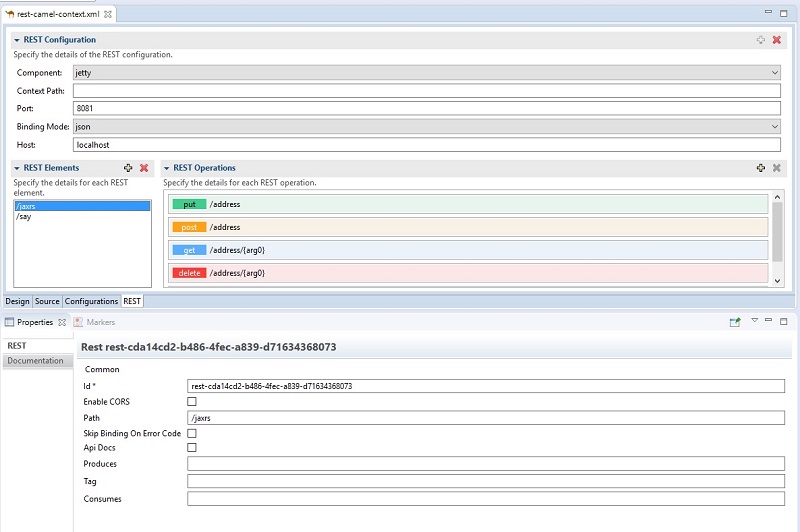 rest-camel-context.xml
REST Configuration
Specify the details of the REST configuration.
Component: jetty
Context Path:
Port: 8081
Binding Mode: json
Host: localhost
REST Elements
Specify the details for each REST
element.
/jaxrs
/say
REST Operations
Specify the details for each REST operation.
put /address
post /address
get /address/{arg0}
delete /address/{arg0}
Design Source Configurations REST
Properties Markers
REST
Documentation
Rest rest-cda14cd2-b486-4fec-a839-d71634368073
Common
Id * rest-cda14cd2-b486-4fec-a839-d71634368073
Enable CORS
Path /jaxrs
Skip Binding On Error Code
Api Docs
Produces
Tag
Consumes